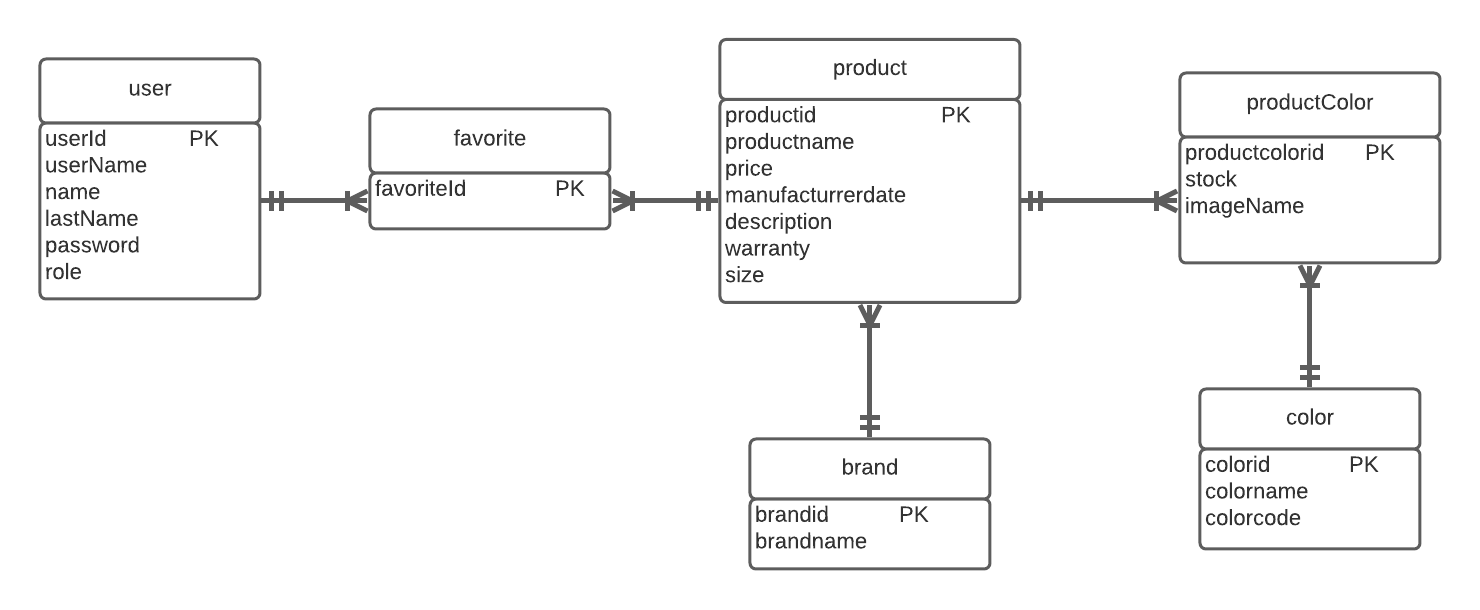 user
userId PK
userName
name
lastName
password
role
favorite
favoriteId PK
product
productid PK
productname
price
manufacturrerdate
description
warranty
size
productColor
productcolorid PK
stock
imageName
brand
brandid PK
brandname
color
colorid PK
colorname
colorcode